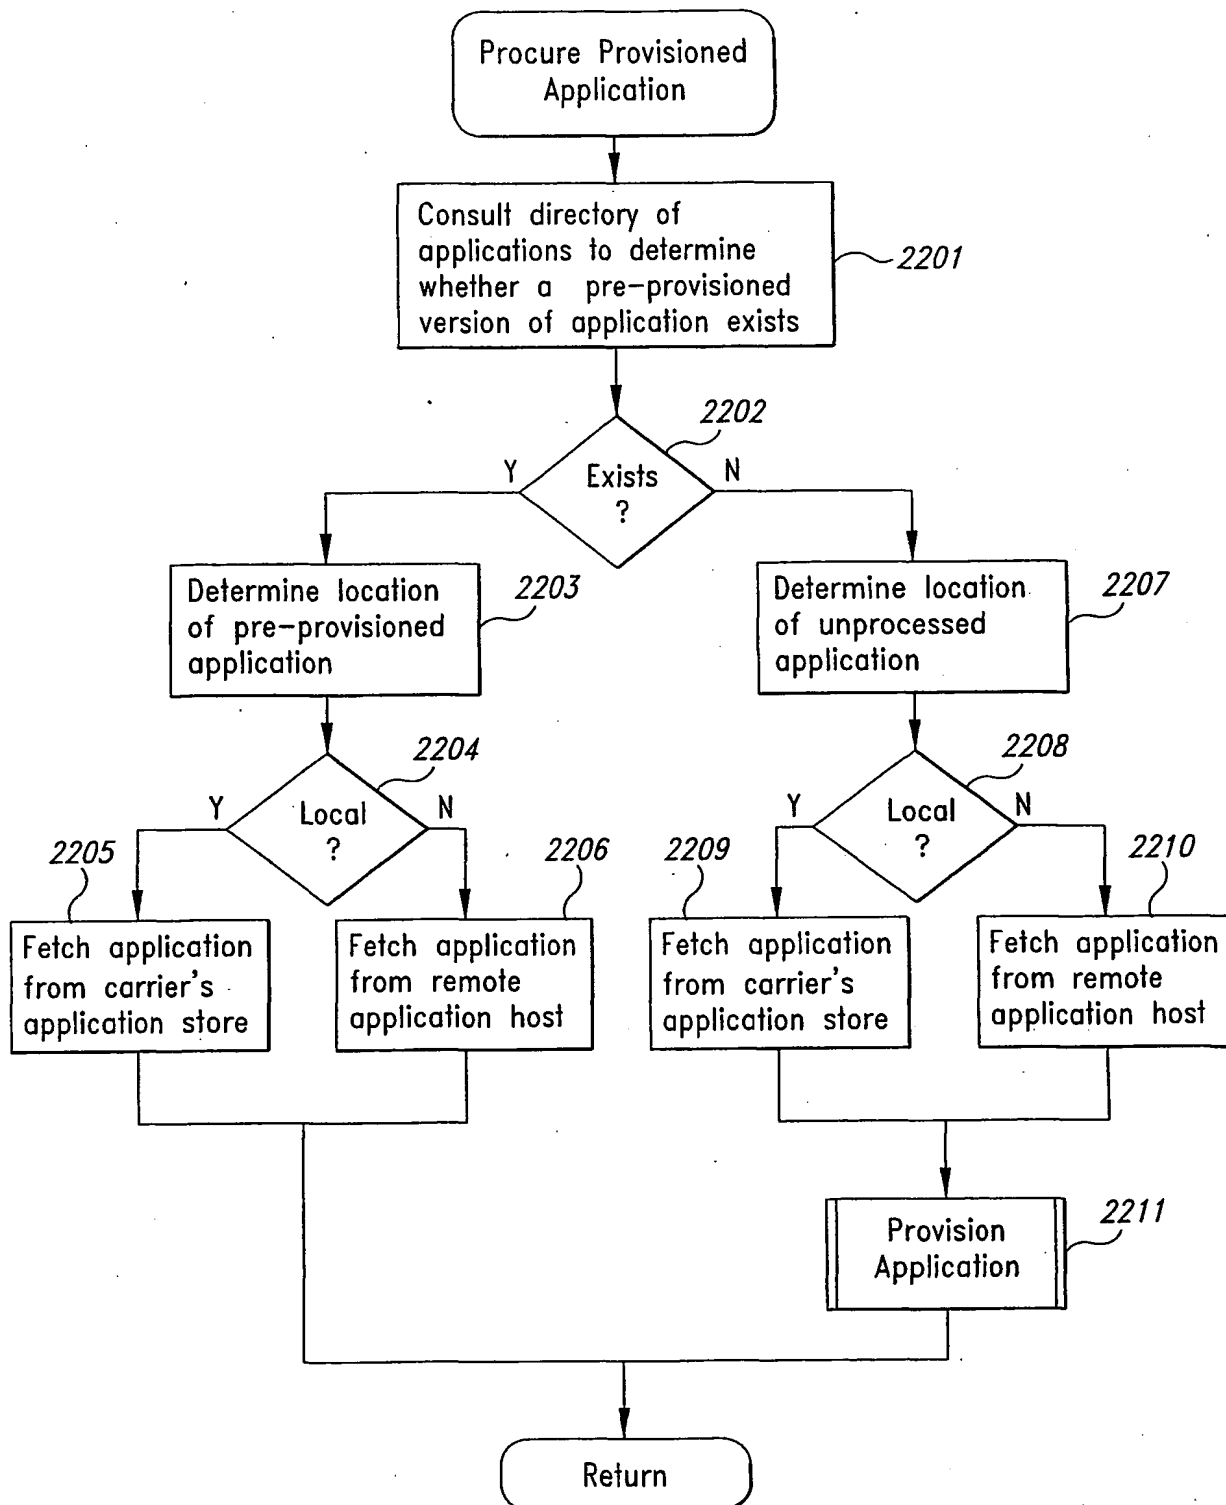 Procure Provisioned
Application
Consult directory of
applications to determine
whether a pre-provisioned
version of application exists
2201
2202
Y
Exists
?
N
Determine location
of pre-provisioned
application
2203
Determine location
of unprocessed
application
2207
2204
Y
Local
?
N
2208
Y
Local
?
N
2205
Fetch application
from carrier's
application store
2206
Fetch application
from remote
application host
2209
Fetch application
from carrier's
application store
2210
Fetch application
from remote
application host
Provision
Application
2211
Return